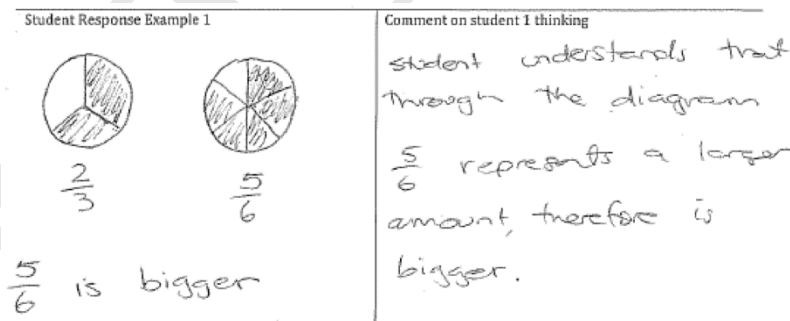 Student Response Example 1
2/3
5/6
5/6 is bigger
Comment on student 1 thinking
student understands that
through the diagram
5/6 represents a larger
amount, therefore is
bigger.